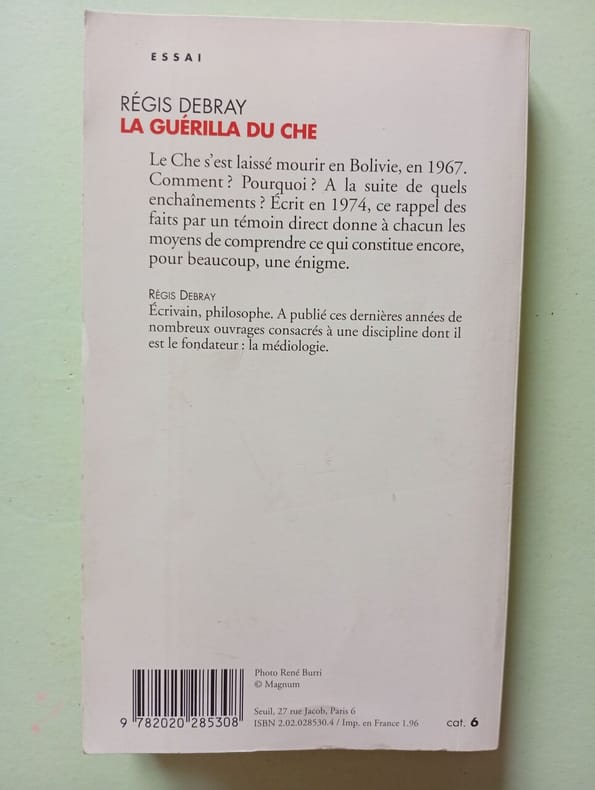 ESSAI
RÉGIS DEBRAY
LA GUÉRILLA DU CHE
Le Che s'est laissé mourir en Bolivie, en 1967.
Comment ? Pourquoi ? A la suite de quels
enchaînements ? Écrit en 1974, ce rappel des
faits par un témoin direct donne à chacun les
moyens de comprendre ce qui constitue encore,
pour beaucoup, une énigme.
RÉGIS DEBRAY
Écrivain, philosophe. A publié ces dernières années de
nombreux ouvrages consacrés à une discipline dont il
est le fondateur : la médiologie.
Photo René Burri
© Magnum
Seuil, 27 rue Jacob, Paris 6
ISBN 2.02.028530.4 / Imp. en France 1.96
9 782020 285308
cat. 6